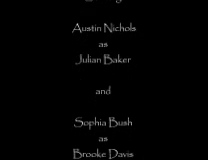 Austin Nichols
as
Julian Baker
and
Sophia Bush
as
Brooke Davis